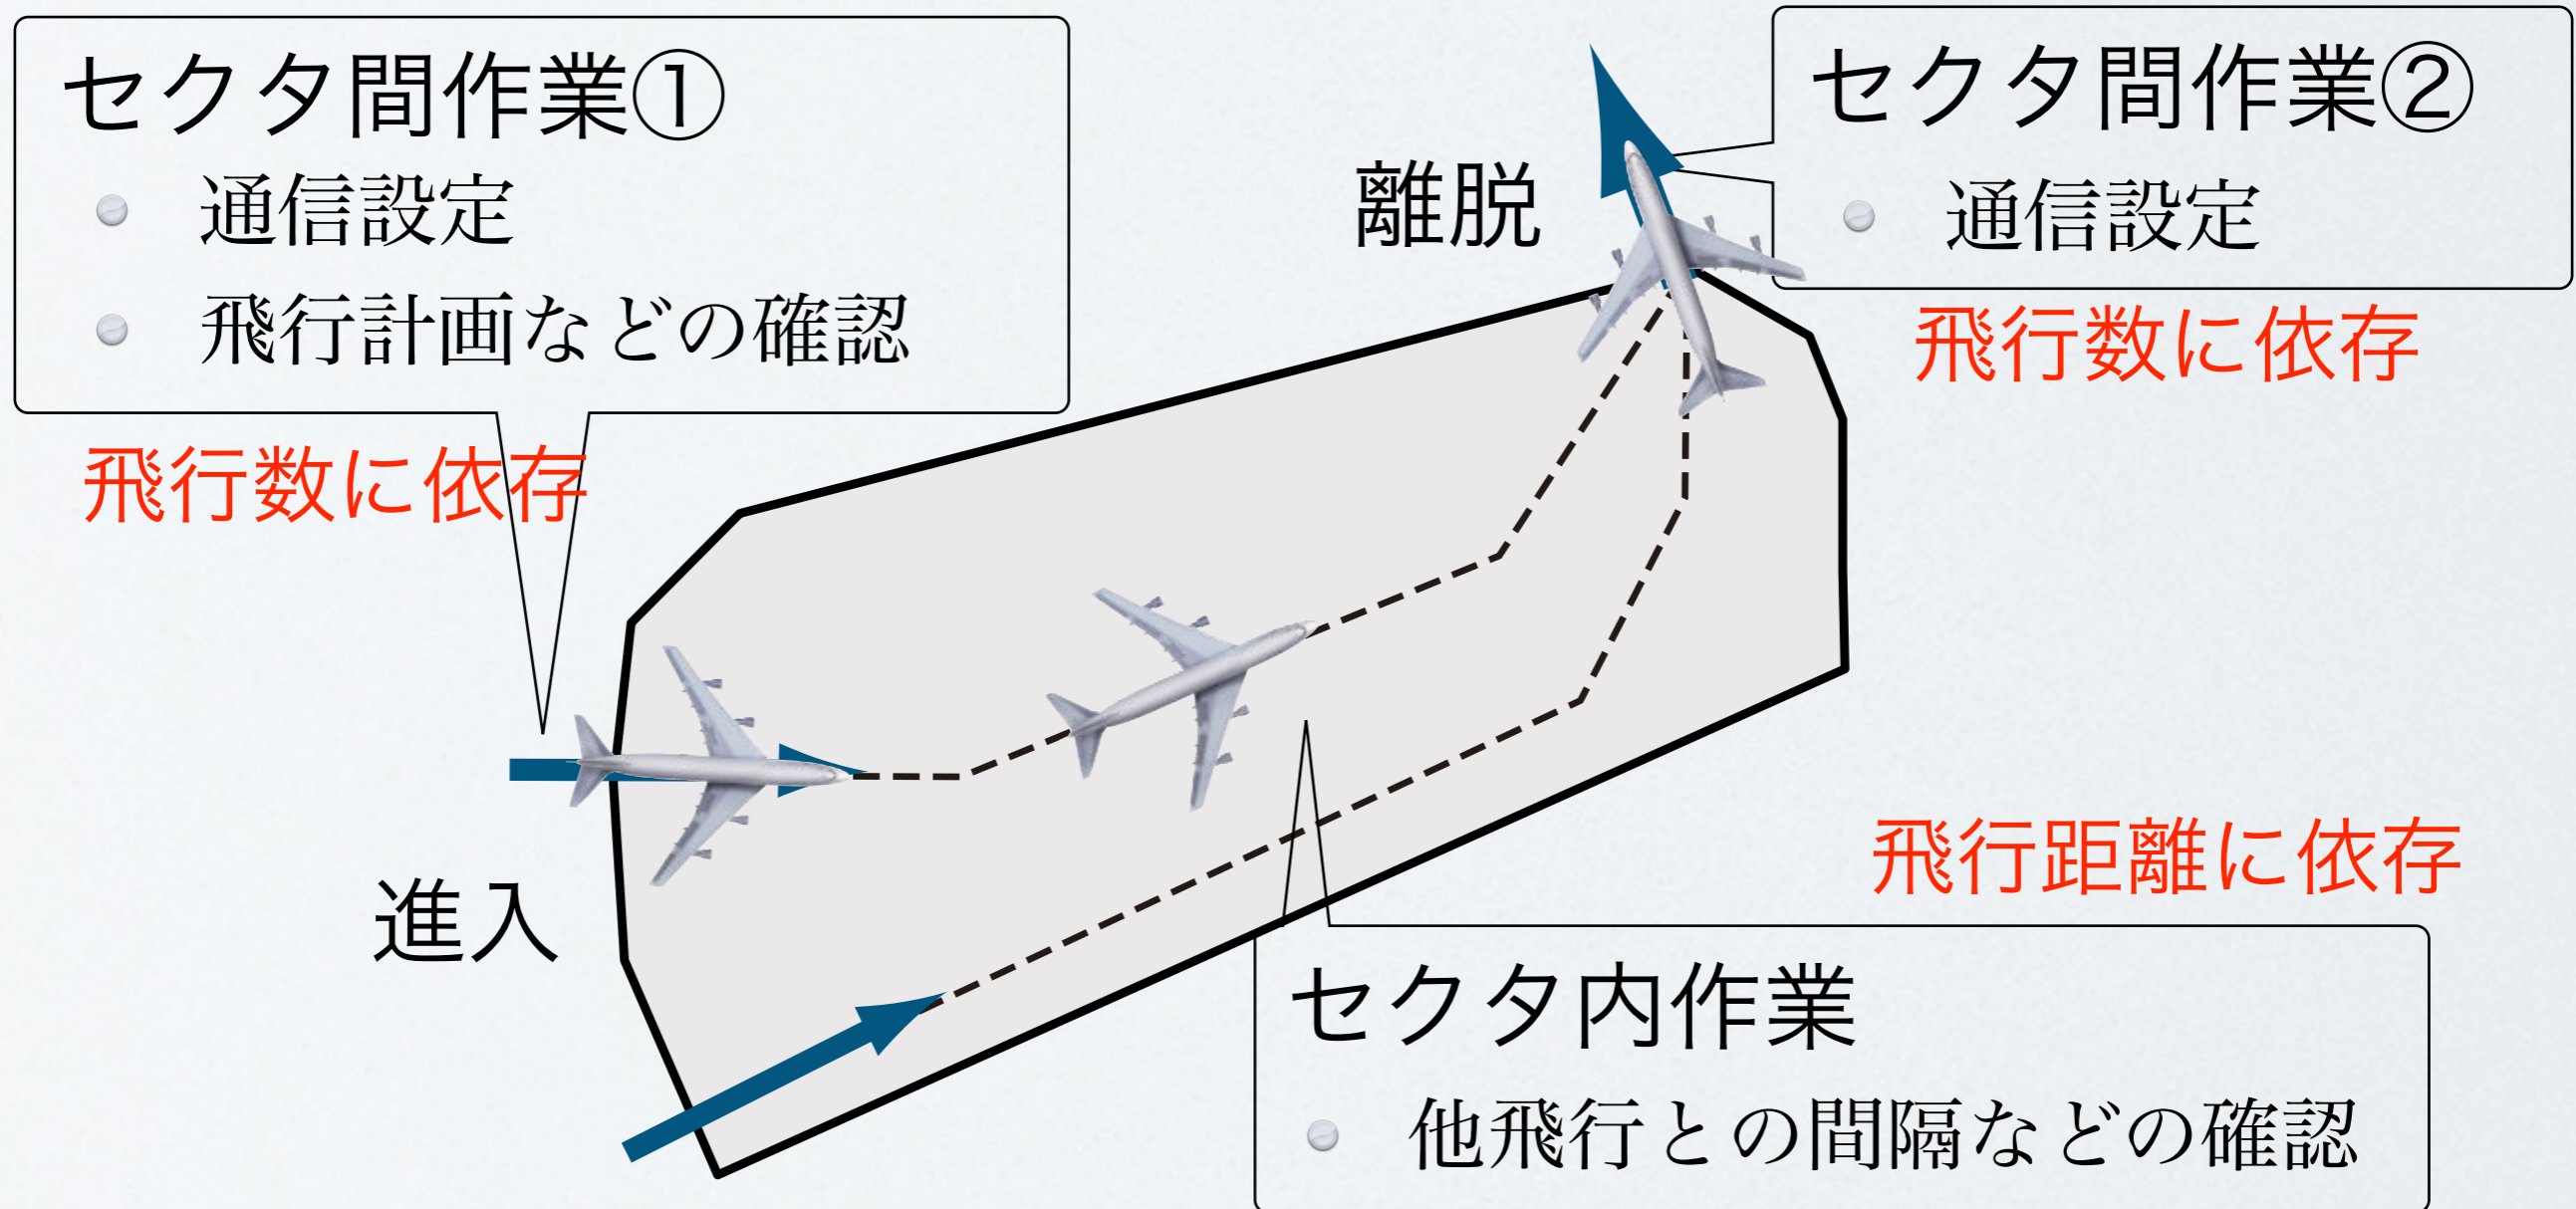 セクタ間作業①
通信設定
飛行計画などの確認
飛行数に依存
離脱
セクタ間作業②
通信設定
飛行数に依存
進入
飛行距離に依存
セクタ内作業
他飛行との間隔などの確認